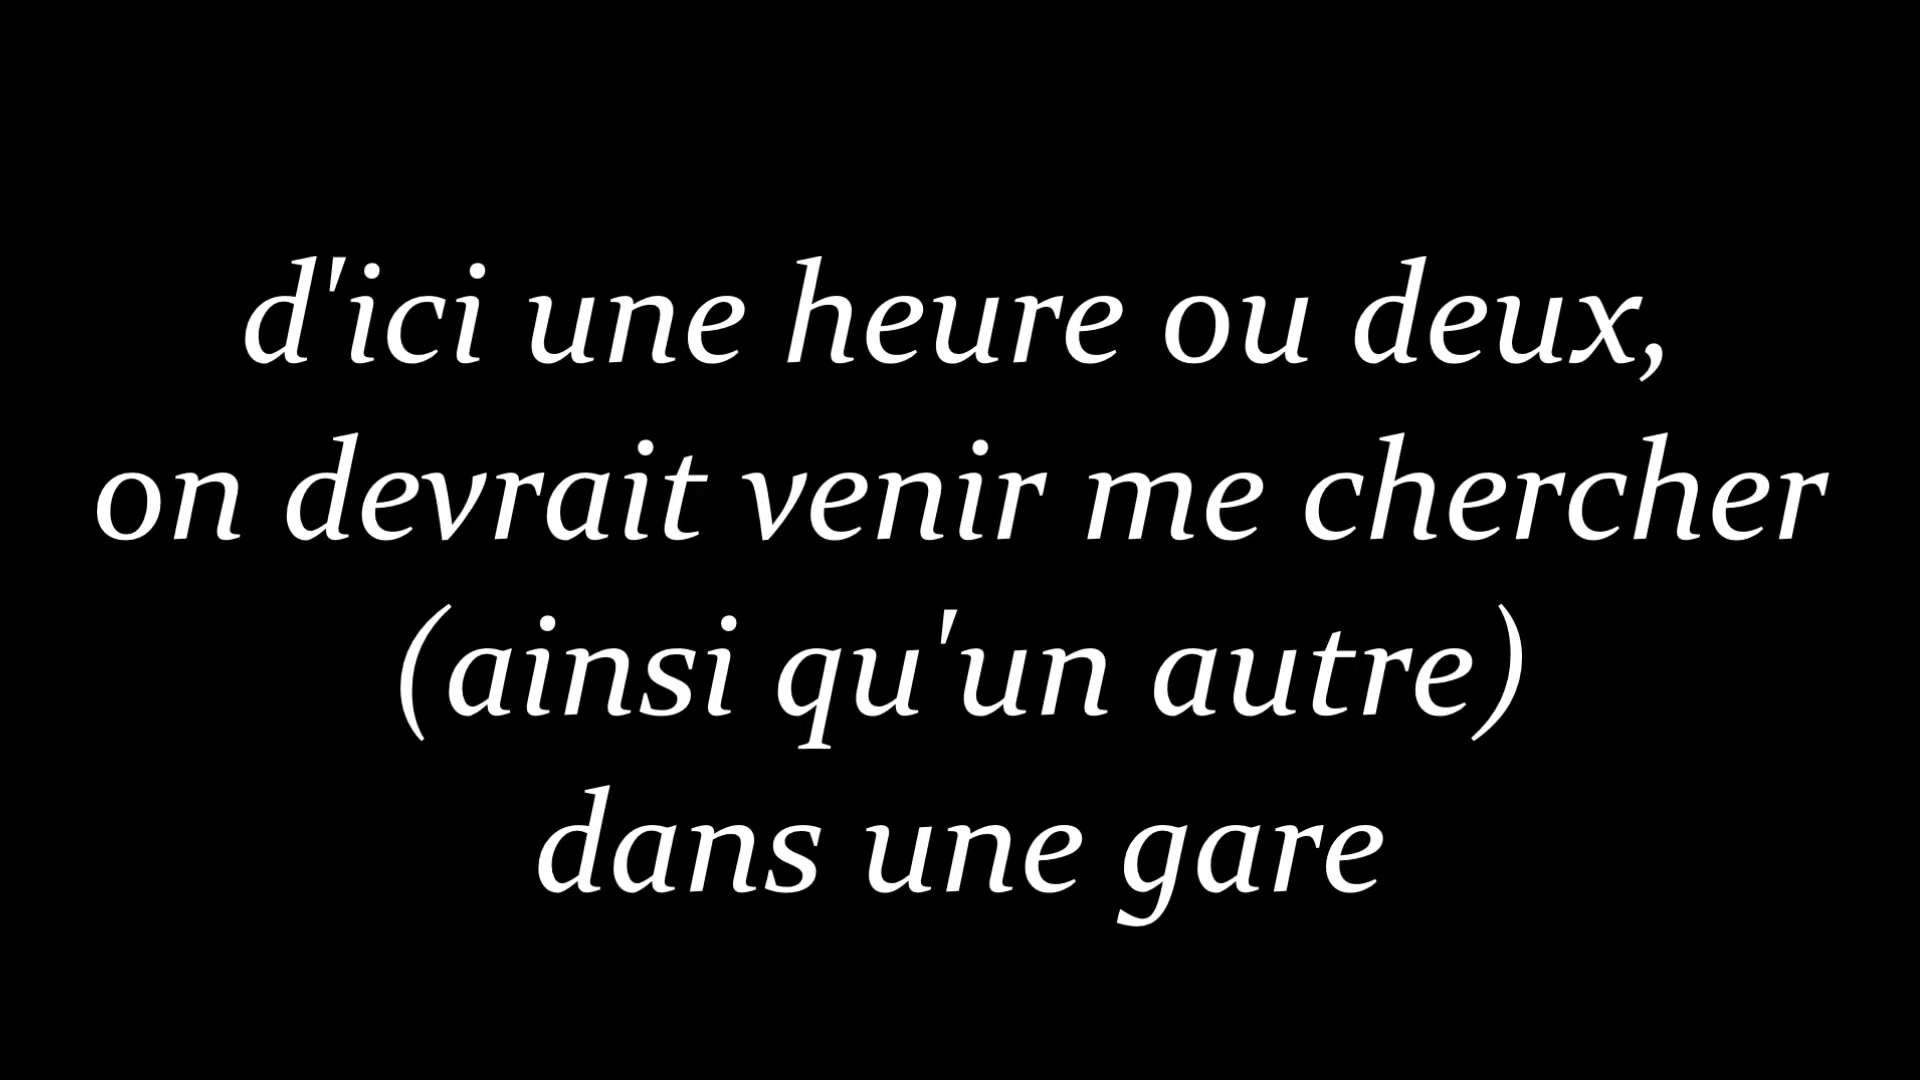 d'ici une heure ou deux,
on devrait venir me chercher
(ainsi qu'un autre)
dans une gare